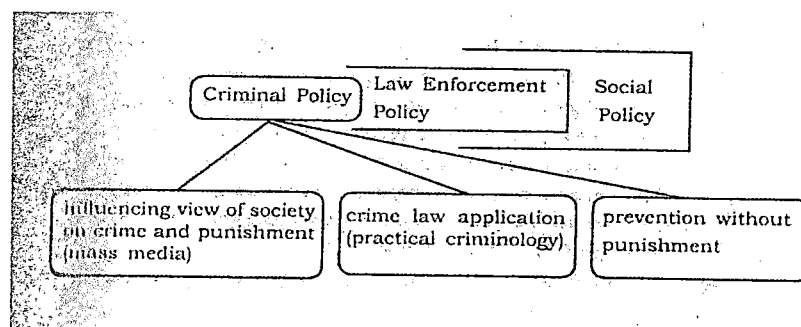 Criminal Policy
Law Enforcement
Policy
Social
Policy
influencing view of society
on crime and punishment
(mass media)
crime law application
(practical criminology)
prevention without
punishment